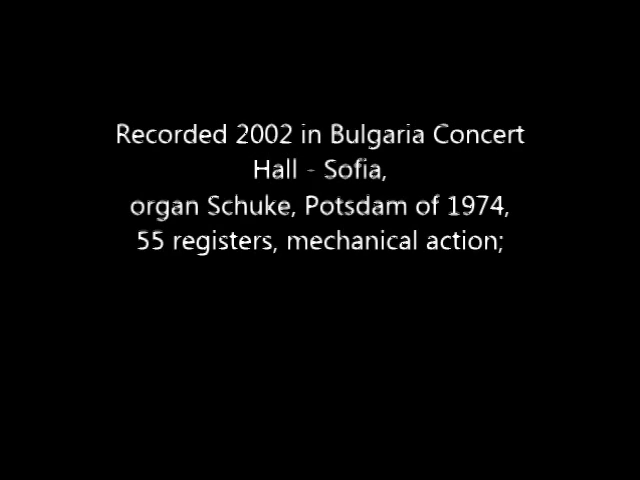 Recorded 2002 in Bulgaria Concert
Hall - Sofia,
organ Schuke, Potsdam of 1974,
55 registers, mechanical action;